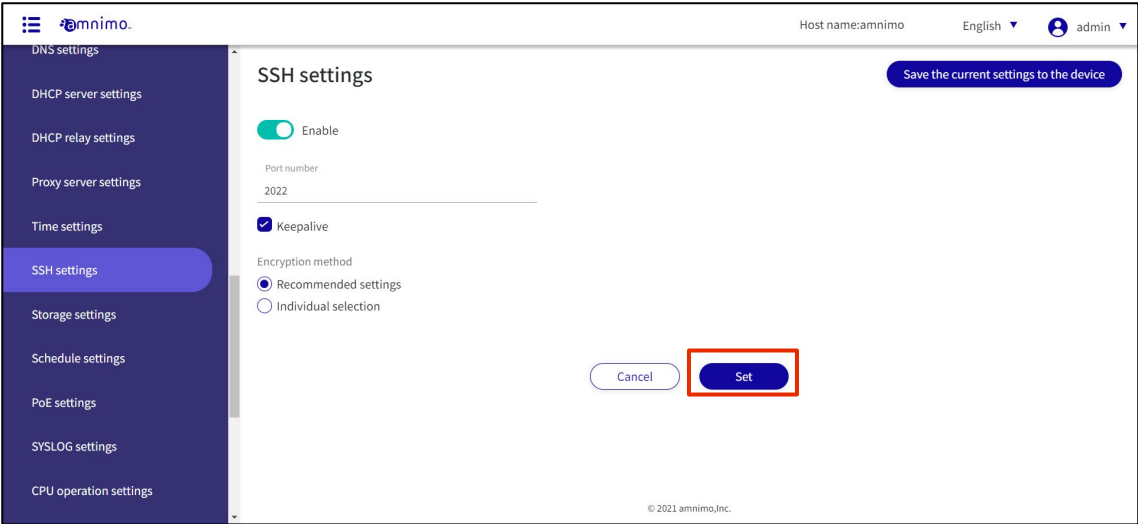 amnimo
Host name:amnimo
English
admin
DNS settings
DHCP server settings
DHCP relay settings
Proxy server settings
Time settings
SSH settings
Storage settings
Schedule settings
PoE settings
SYSLOG settings
CPU operation settings
SSH settings
Save the current settings to the device
Enable
Port number
2022
Keepalive
Encryption method
Recommended settings
Individual selection
Cancel
Set
© 2021 amnimo,Inc.